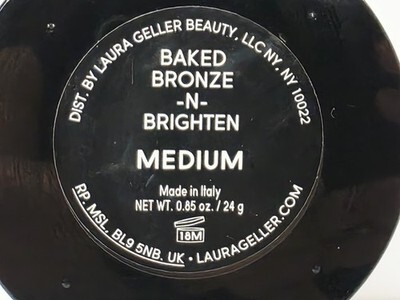 DIST. BY LAURA GELLER BEAUTY, LLC NY, NY 10022
BAKED
BRONZE
-N-
BRIGHTEN
MEDIUM
Made in Italy
NET WT. 0.85 oz. / 24 g
18M
RP. MSL, BL9 5NB. UK • LAURAGELLER.COM